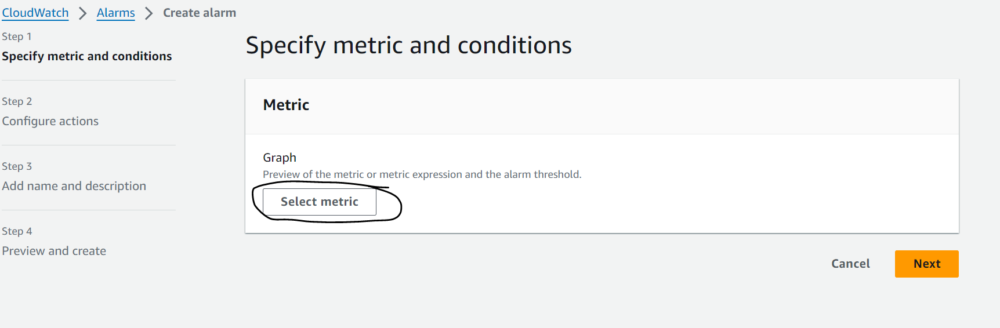 CloudWatch > Alarms > Create alarm
Step 1
Specify metric and conditions
Step 2
Configure actions
Step 3
Add name and description
Step 4
Preview and create
Specify metric and conditions
Metric
Graph
Preview of the metric or metric expression and the alarm threshold.
Select metric
Cancel
Next